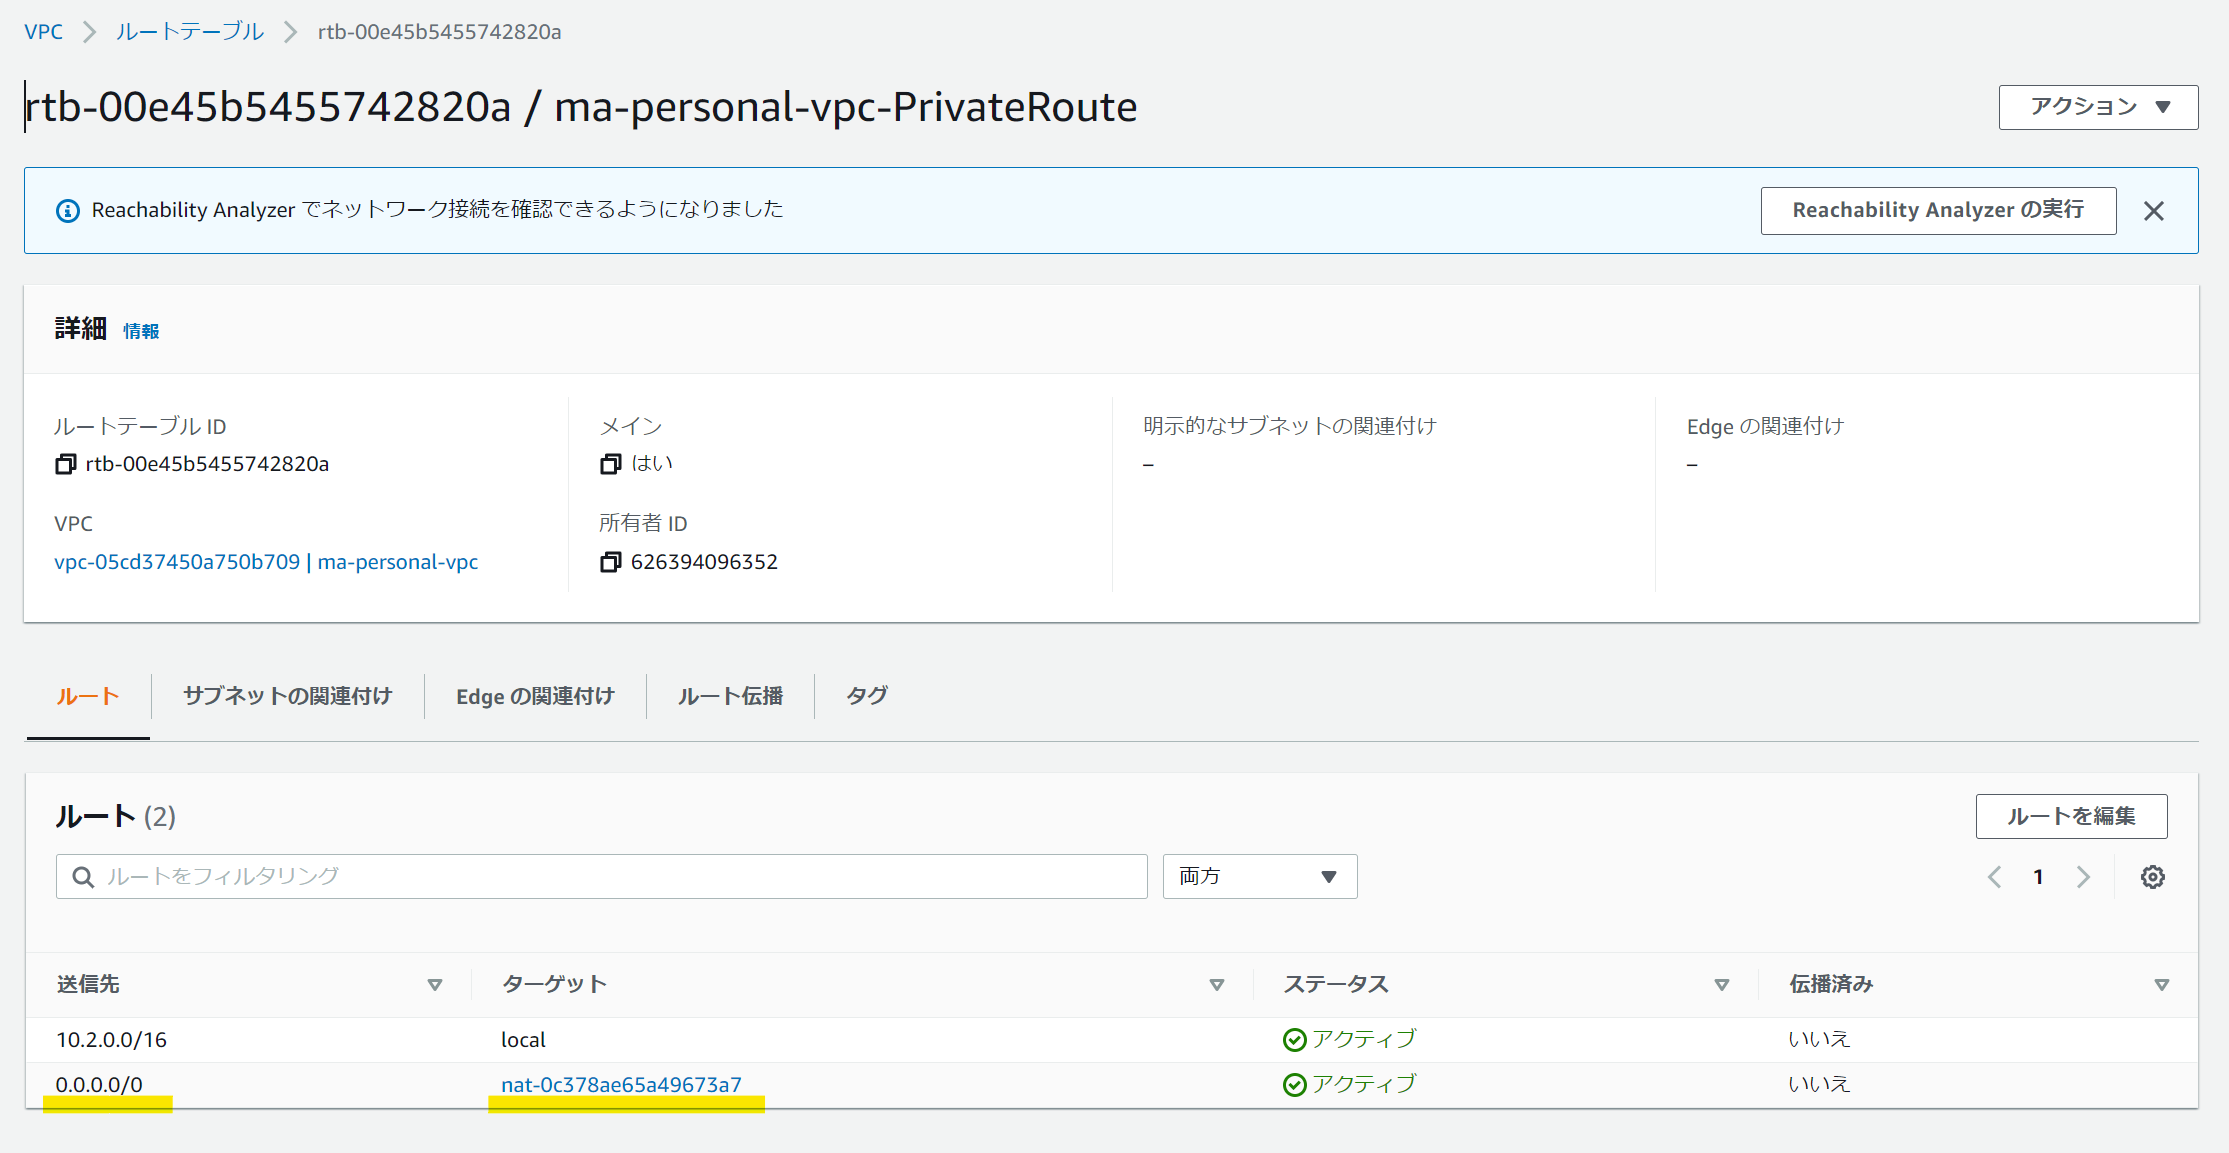 VPC > ルートテーブル > rtb-00e45b5455742820a
rtb-00e45b5455742820a / ma-personal-vpc-PrivateRoute
アクション ▼
Reachability Analyzer でネットワーク接続を確認できるようになりました
Reachability Analyzer の実行
詳細 情報
ルートテーブル ID
rtb-00e45b5455742820a
メイン
はい
明示的なサブネットの関連付け
–
Edge の関連付け
–
VPC
vpc-05cd37450a750b709 | ma-personal-vpc
所有者 ID
626394096352
ルート サブネットの関連付け Edge の関連付け ルート伝播 タグ
ルート (2)
ルートを編集
ルートをフィルタリング 両方 1
送信先 ターゲット ステータス 伝播済み
10.2.0.0/16 local アクティブ いいえ
0.0.0.0/0 nat-0c378ae65a49673a7 アクティブ いいえ